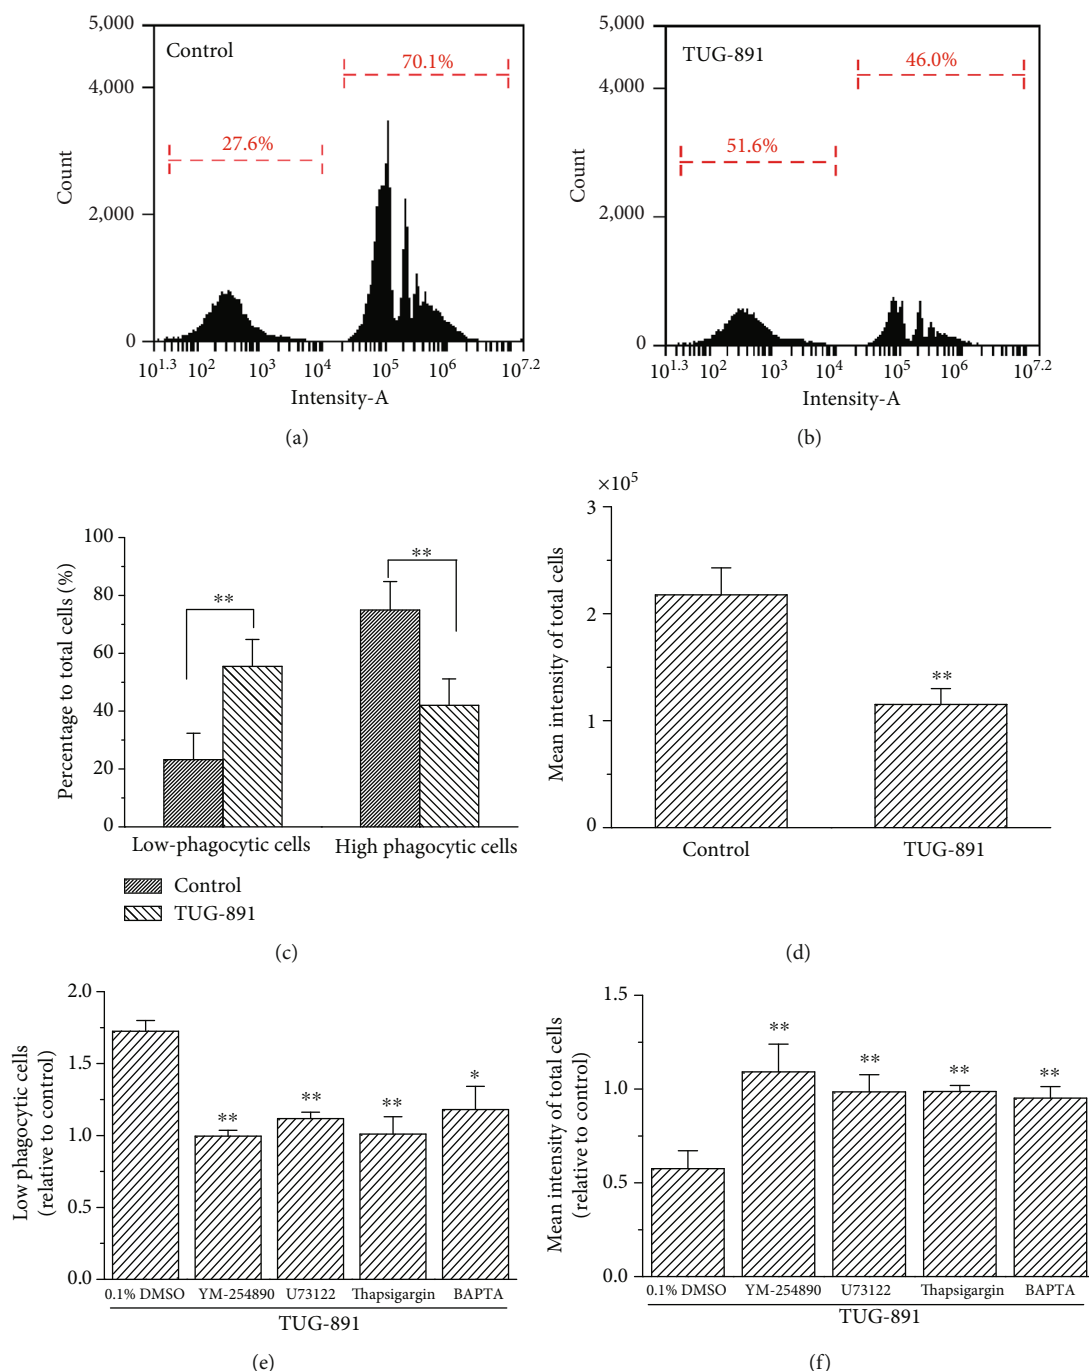 5,000
Control
70.1%
4,000
27.6%
Count
2,000
0
10^1.3 10^2 10^3 10^4 10^5 10^6 10^7.2
Intensity-A
(a)
5,000
TUG-891
46.0%
4,000
51.6%
Count
2,000
0
10^1.3 10^2 10^3 10^4 10^5 10^6 10^7.2
Intensity-A
(b)
100
80
60
40
20
0
Percentage to total cells (%)
**
**
Low-phagocytic cells
High phagocytic cells
Control
TUG-891
(c)
×10^5
3
2
1
0
Mean intensity of total cells
**
Control
TUG-891
(d)
2.0
1.5
1.0
0.5
0.0
Low phagocytic cells
(relative to control)
**
**
**
*
0.1% DMSO YM-254890 U73122 Thapsigargin BAPTA
TUG-891
(e)
1.5
1.0
0.5
0.0
Mean intensity of total cells
(relative to control)
**
**
**
**
0.1% DMSO YM-254890 U73122 Thapsigargin BAPTA
TUG-891
(f)